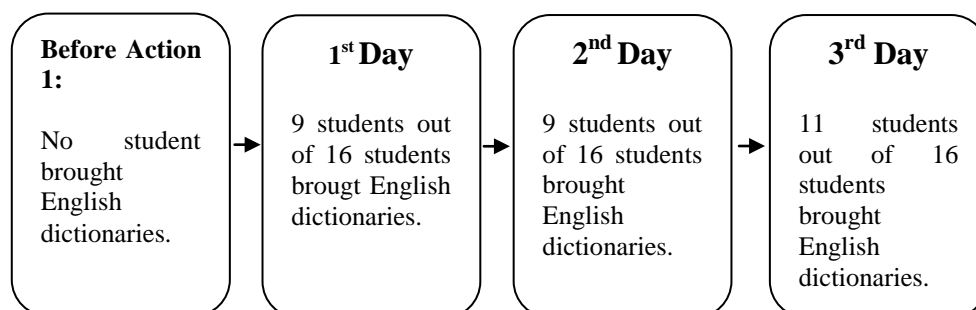 Before Action
1:
No student
brought
English
dictionaries.
1st Day
9 students out
of 16 students
brougt English
dictionaries.
2nd Day
9 students out
of 16 students
brought
English
dictionaries.
3rd Day
11 students
out of 16
students
brought
English
dictionaries.